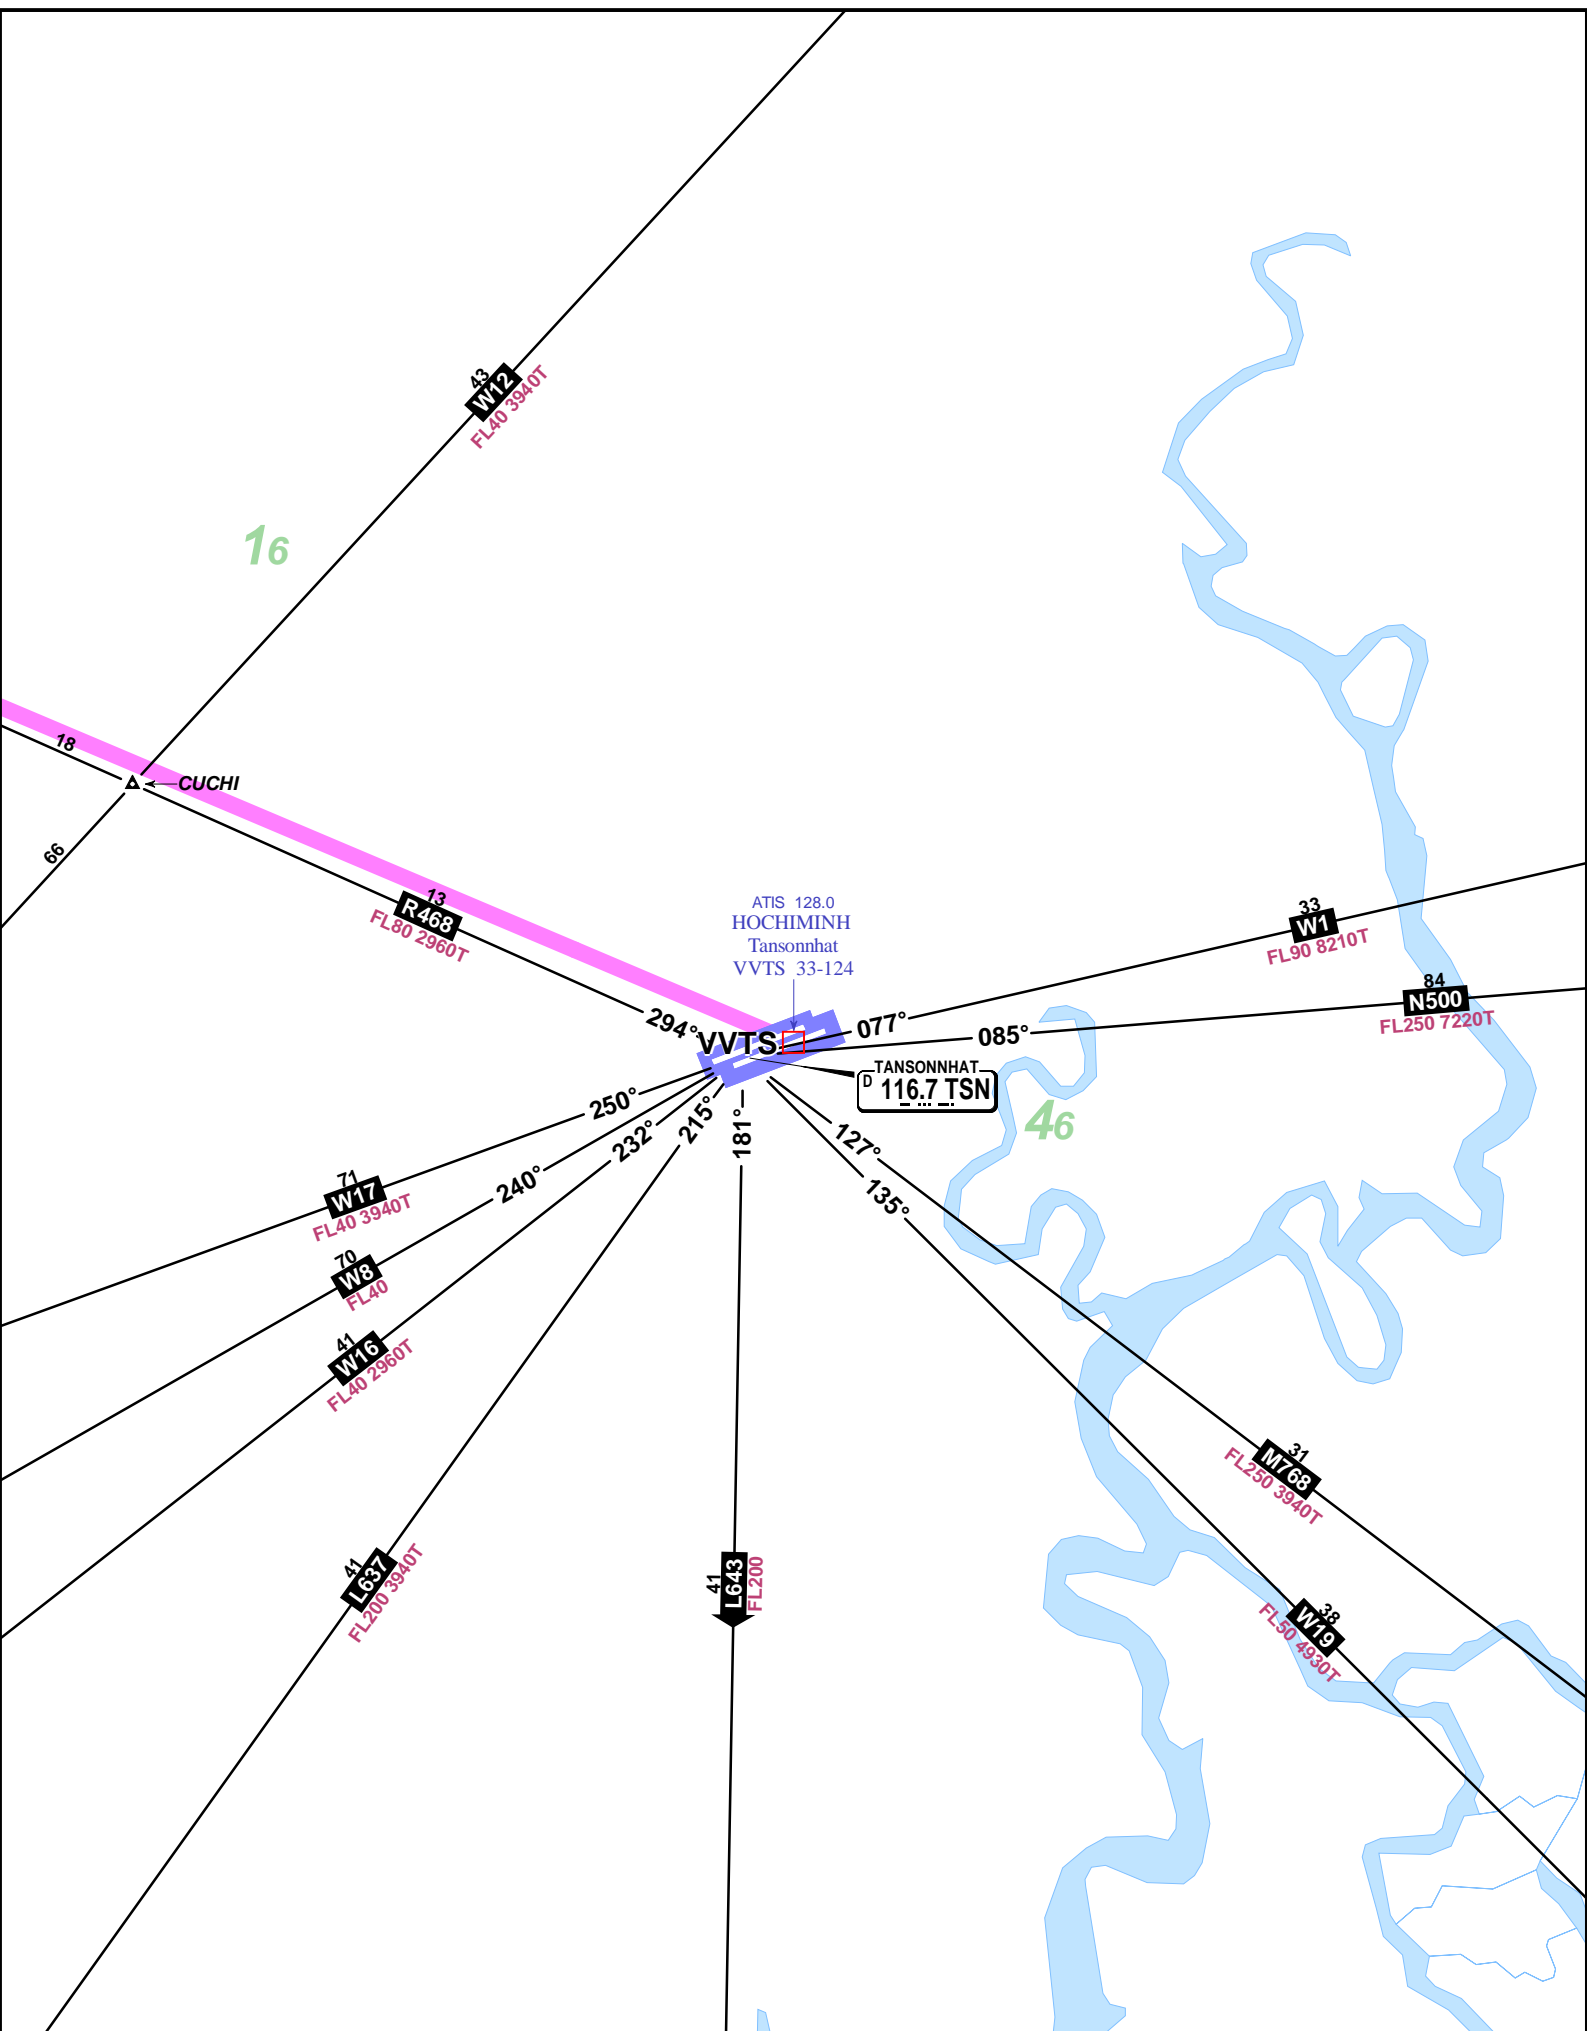 43
W12
FL40 3940T
16
18
CUCHI
66
13
R468
FL80 2960T
ATIS 128.0
HOCHIMINH
Tansonnhat
VVTS 33-124
33
W1
FL90 8210T
84
N500
FL250 7220T
294°
VVTS
077°
085°
TANSONNHAT
D 116.7 TSN
46
250°
232°
215°
181°
127°
240°
135°
71
W17
FL40 3940T
70
W8
FL40
41
W16
FL40 2960T
31
M768
FL250 3940T
41
L637
FL200 3940T
41
L643
FL200
38
W19
FL50 4930T